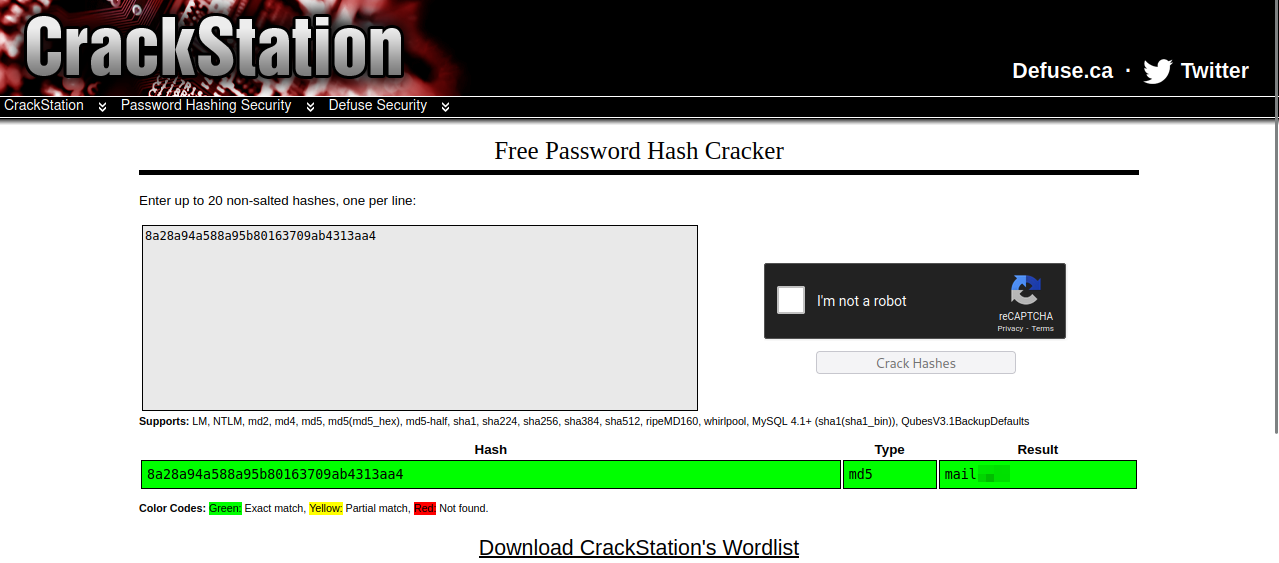 CrackStation
Defuse.ca · Twitter
CrackStation Password Hashing Security Defuse Security
Free Password Hash Cracker
Enter up to 20 non-salted hashes, one per line:
8a28a94a588a95b80163709ab4313aa4
I'm not a robot
reCAPTCHA
Privacy - Terms
Crack Hashes
Supports: LM, NTLM, md2, md4, md5, md5(md5_hex), md5-half, sha1, sha224, sha256, sha384, sha512, ripeMD160, whirlpool, MySQL 4.1+ (sha1(sha1_bin)), QubesV3.1BackupDefaults
Hash Type Result
8a28a94a588a95b80163709ab4313aa4 md5 mail
Color Codes: Green: Exact match, Yellow: Partial match, Red: Not found.
Download CrackStation's Wordlist